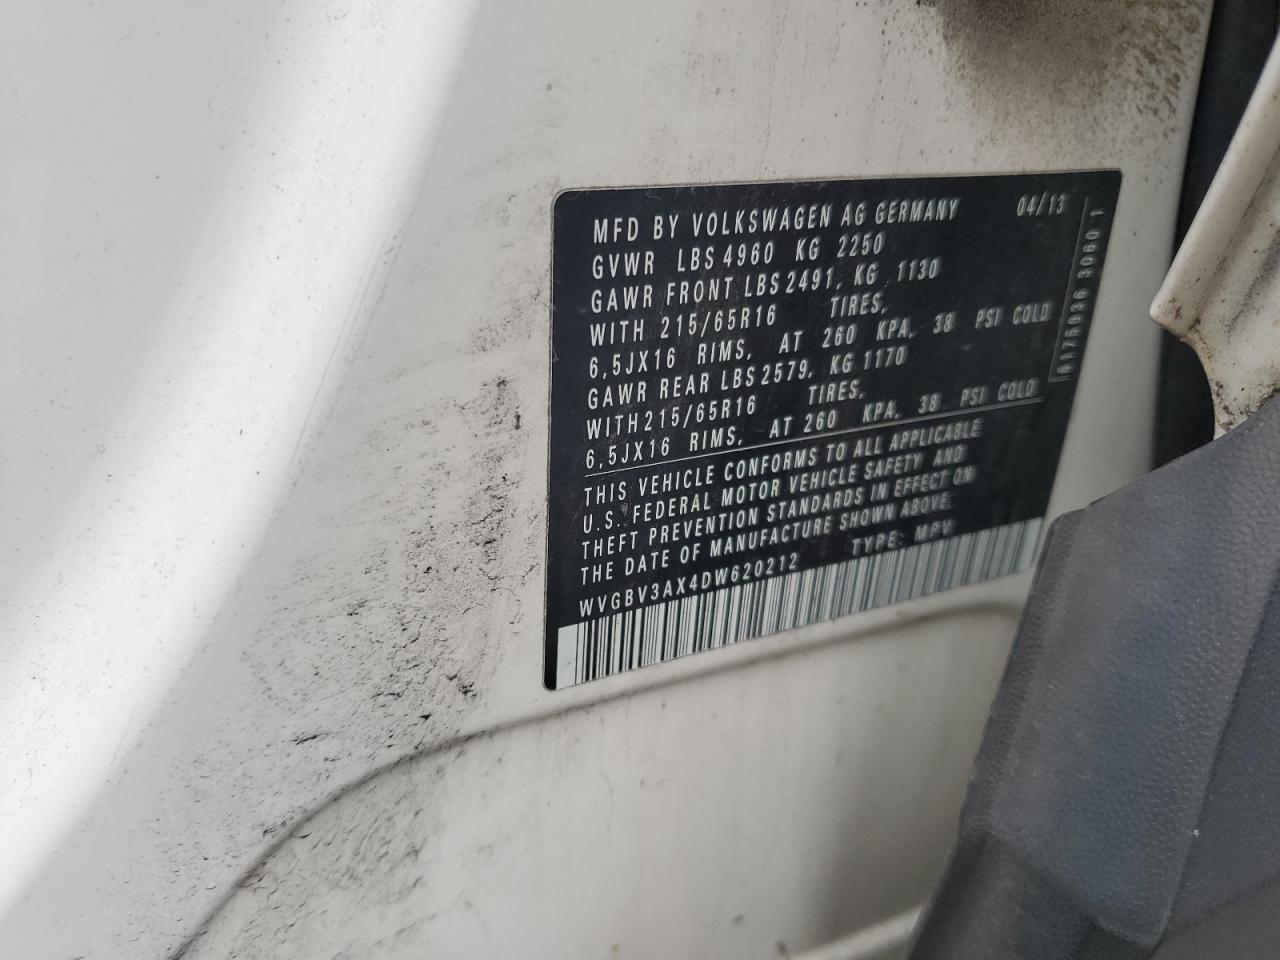 MFD BY VOLKSWAGEN AG GERMANY 04/13
GVWR LBS 4960 KG 2250
GAWR FRONT LBS 2491, KG 1130
WITH 215/65R16 TIRES,
6,5JX16 RIMS, AT 260 KPA, 38 PSI COLD
GAWR REAR LBS 2579, KG 1170
WITH 215/65R16 TIRES,
6,5JX16 RIMS, AT 260 KPA, 38 PSI COLD
THIS VEHICLE CONFORMS TO ALL APPLICABLE
U.S. FEDERAL MOTOR VEHICLE SAFETY AND
THEFT PREVENTION STANDARDS IN EFFECT ON
THE DATE OF MANUFACTURE SHOWN ABOVE.
WVGBV3AX4DW620212 TYPE: MPV